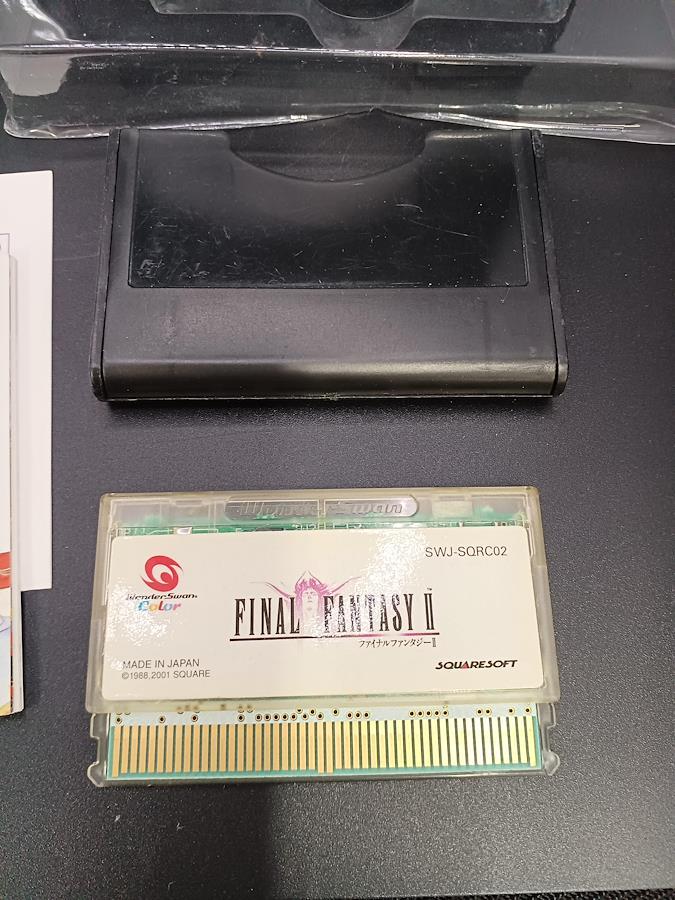 WonderSwan
SWJ-SQRC02
WonderSwan
Color
FINAL FANTASY II
ファイナルファンタジーII
MADE IN JAPAN
©1988,2001 SQUARE
SQUARESOFT